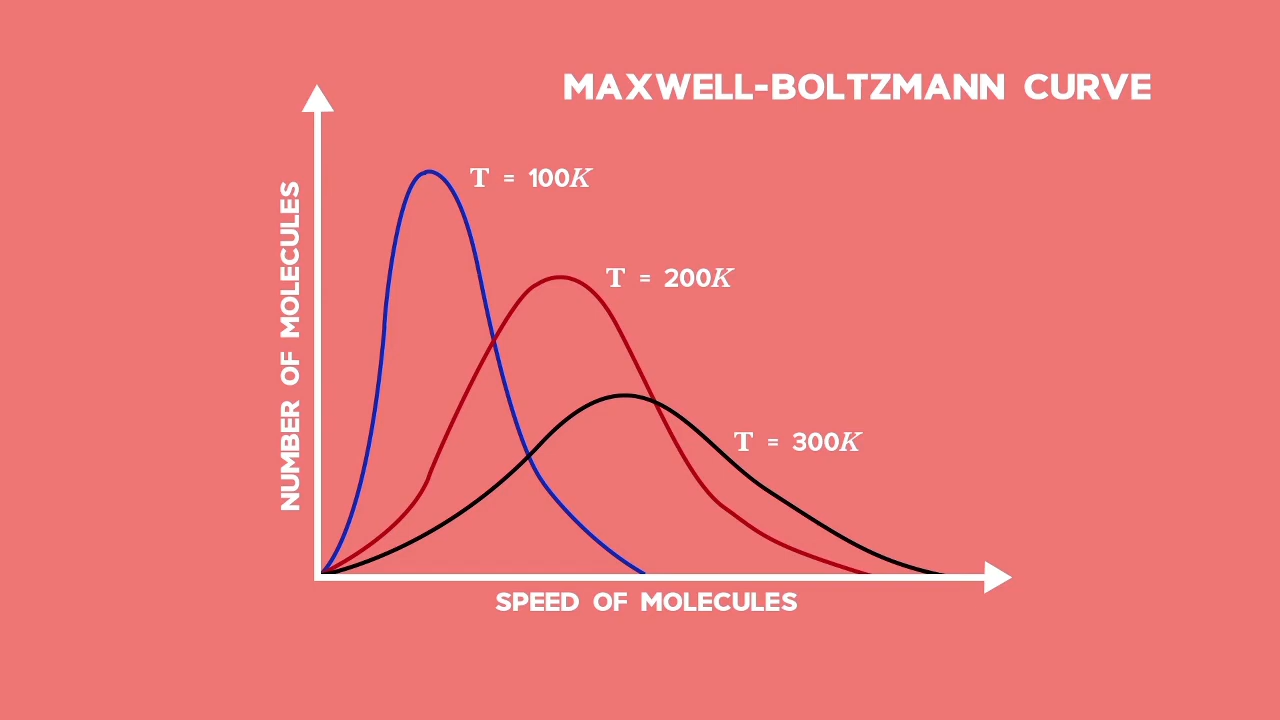 MAXWELL-BOLTZMANN CURVE
T = 100K
T = 200K
T = 300K
NUMBER OF MOLECULES
SPEED OF MOLECULES